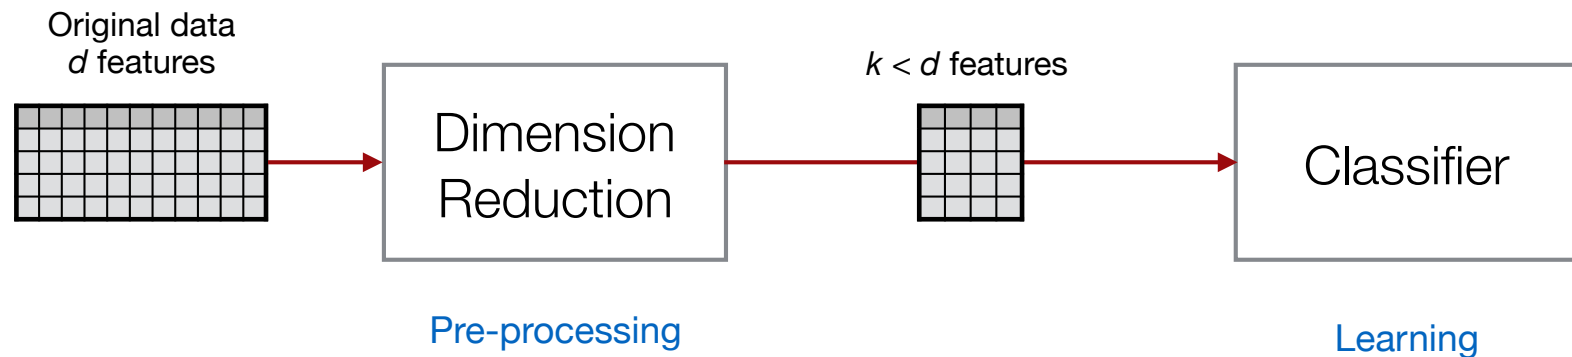 Original data
d features
Dimension
Reduction
k < d features
Classifier
Pre-processing
Learning